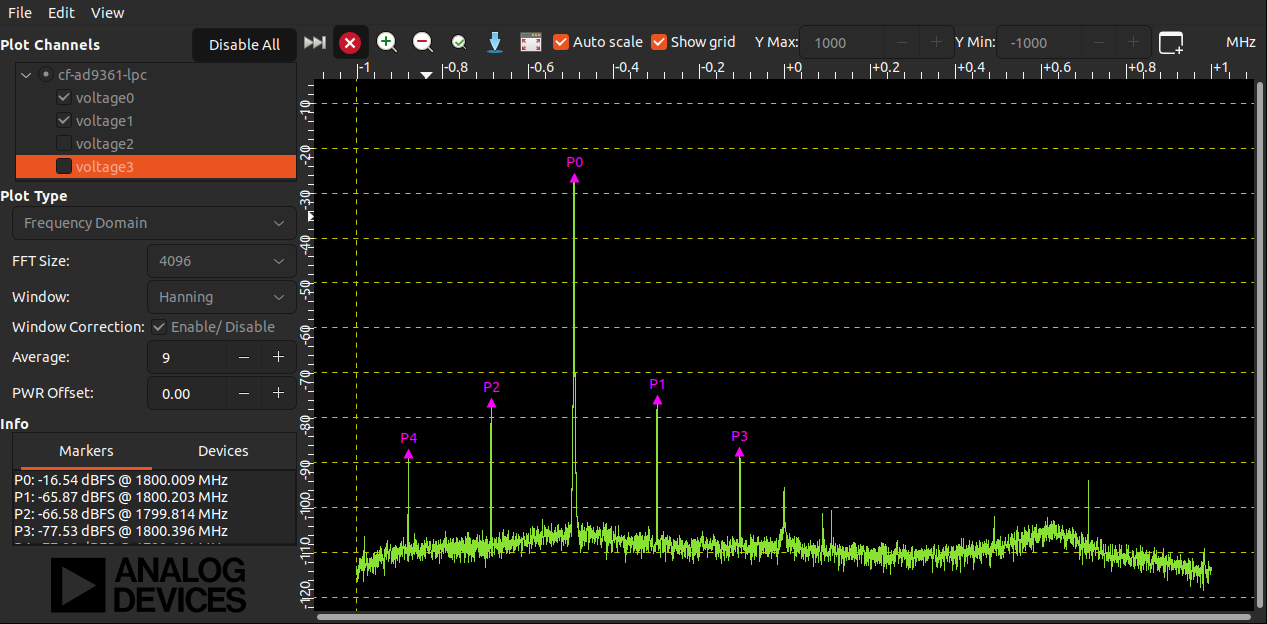 File Edit View
Plot Channels Disable All Auto scale Show grid Y Max: 1000 Y Min: -1000 MHz
cf-ad9361-lpc
voltage0
voltage1
voltage2
voltage3
Plot Type
Frequency Domain
FFT Size: 4096
Window: Hanning
Window Correction: Enable/ Disable
Average: 9
PWR Offset: 0.00
Info
Markers Devices
P0: -16.54 dBFS @ 1800.009 MHz
P1: -65.87 dBFS @ 1800.203 MHz
P2: -66.58 dBFS @ 1799.814 MHz
P3: -77.53 dBFS @ 1800.396 MHz
ANALOG
DEVICES
-1 -0.8 -0.6 -0.4 -0.2 +0 +0.2 +0.4 +0.6 +0.8 +1
-10
-20
-30
-40
-50
-60
-70
-80
-90
-100
-110
-120
P0
P1
P2
P3
P4